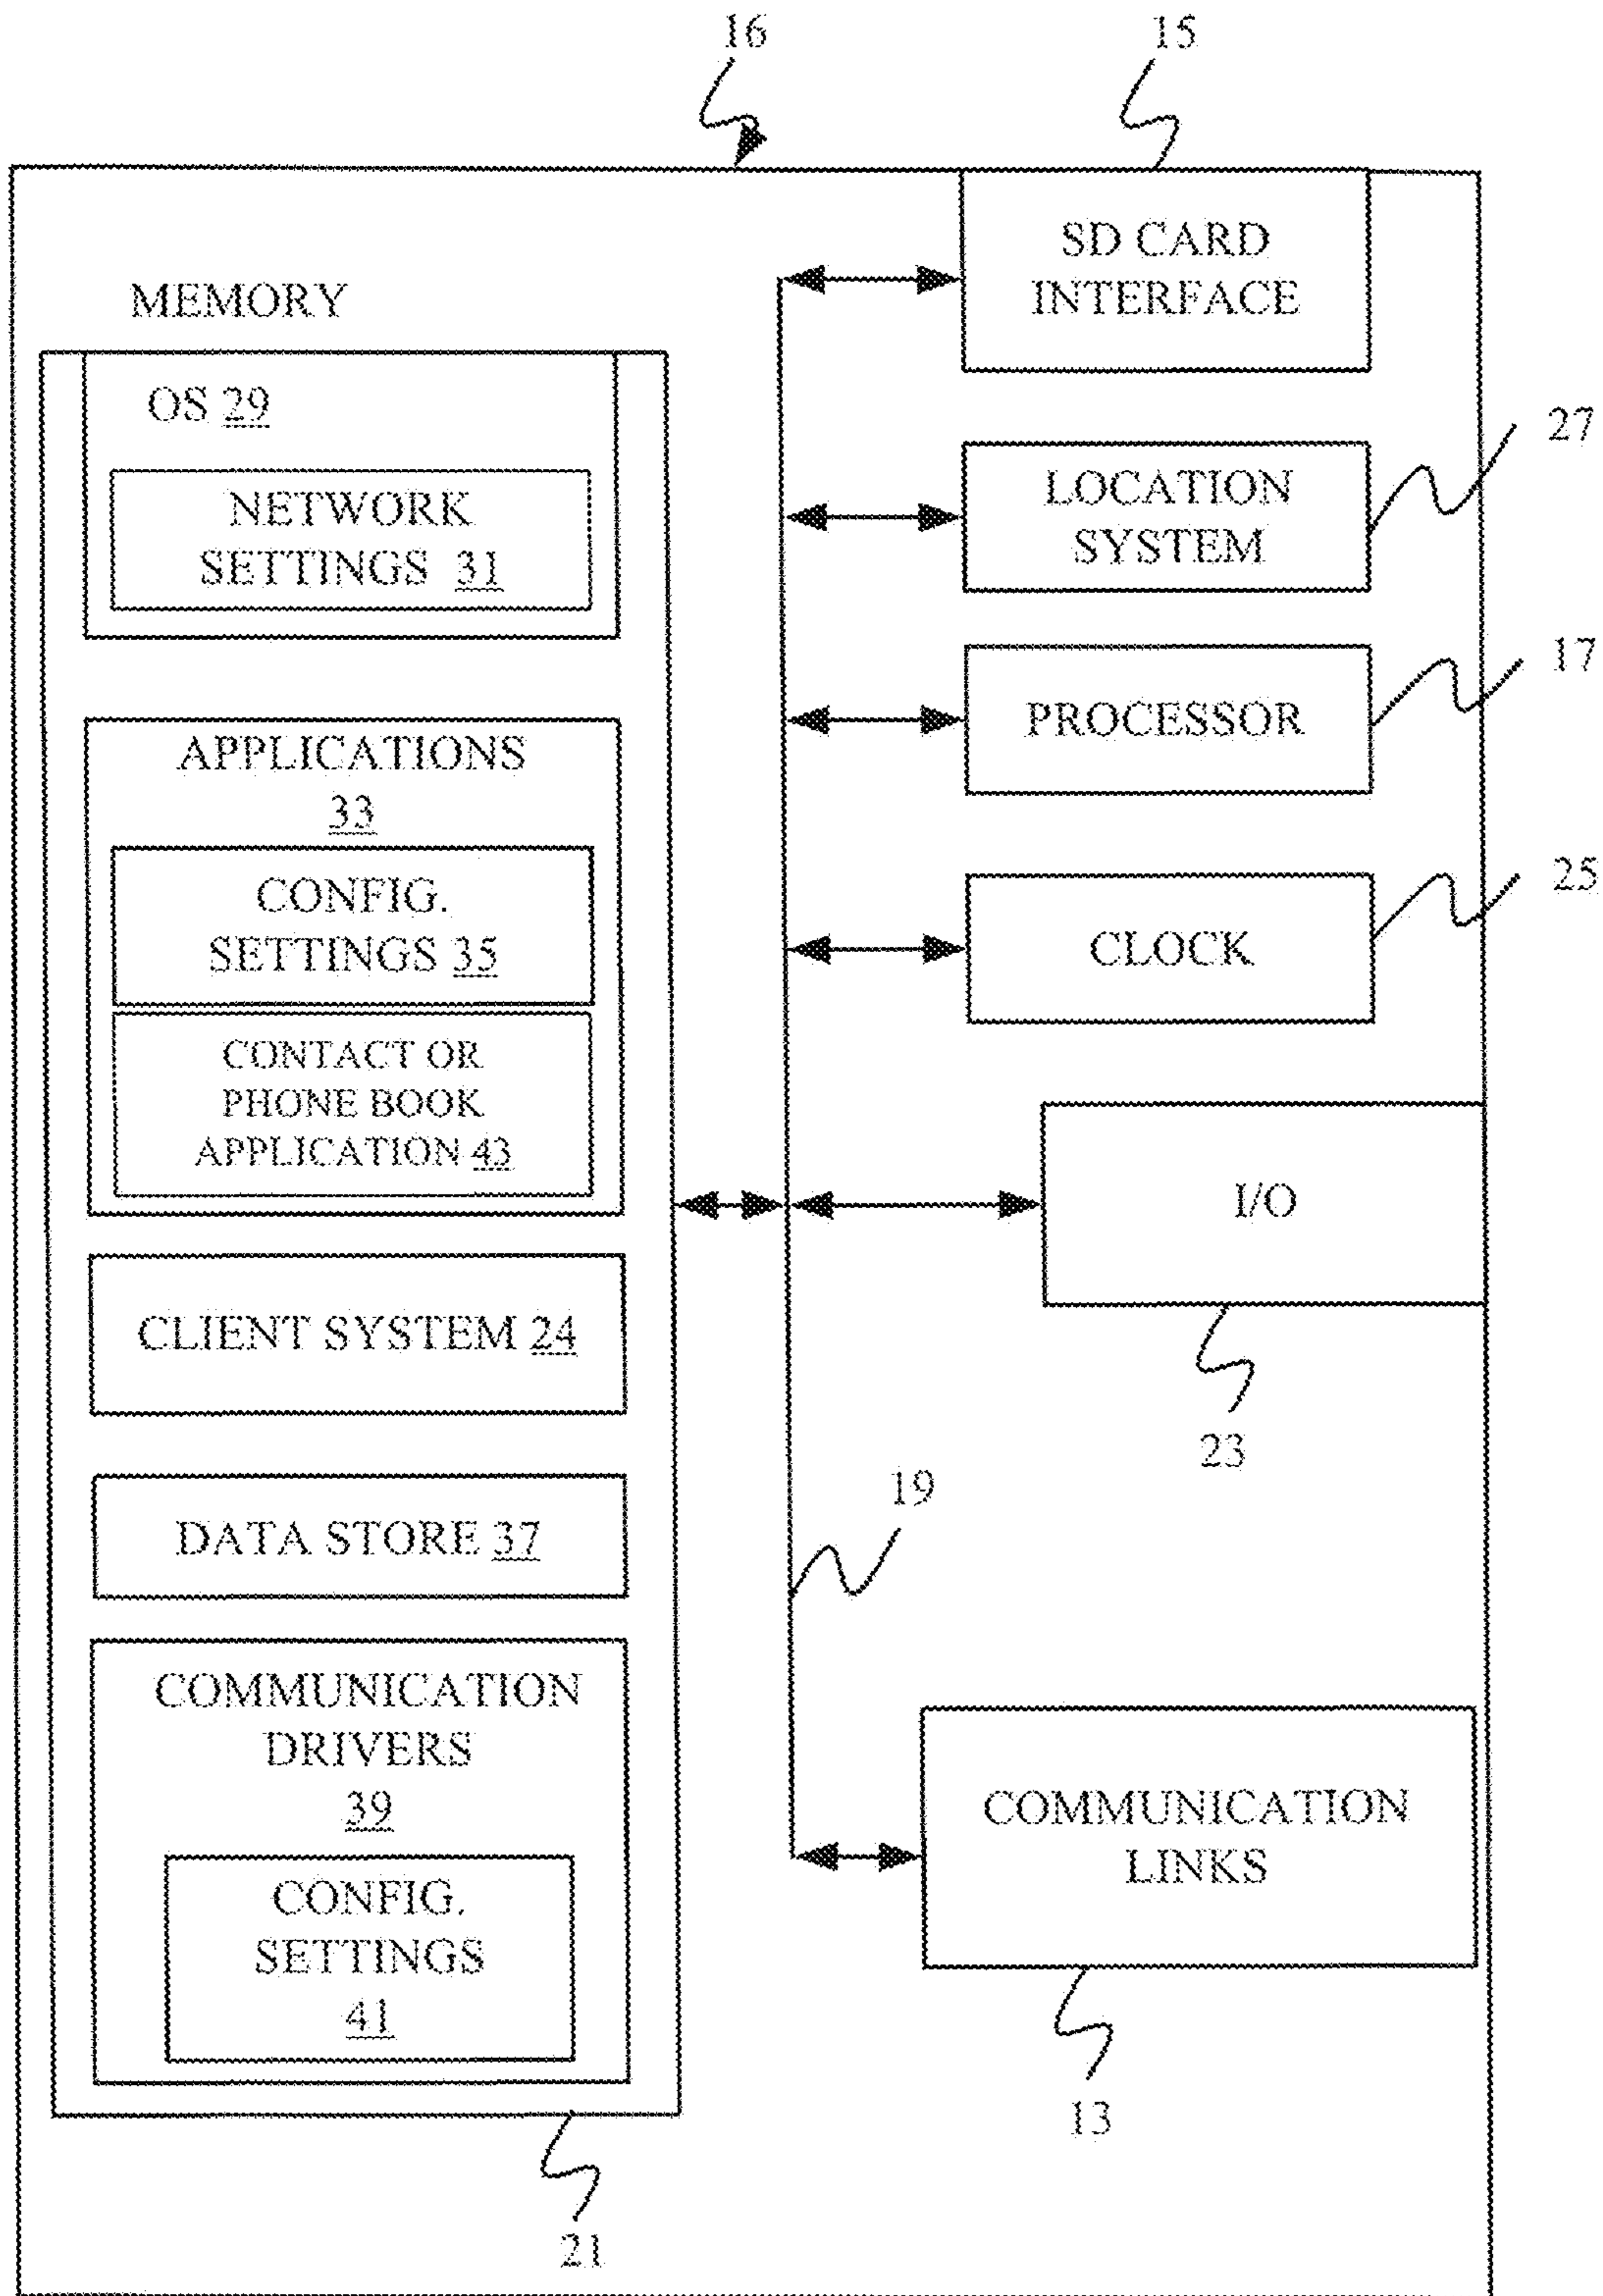 16
15
SD CARD
INTERFACE
MEMORY
OS 29
NETWORK
SETTINGS 31
27
LOCATION
SYSTEM
17
PROCESSOR
APPLICATIONS
33
CONFIG.
SETTINGS 35
25
CLOCK
CONTACT OR
PHONE BOOK
APPLICATION 43
I/O
CLIENT SYSTEM 24
23
19
DATA STORE 37
COMMUNICATION
DRIVERS
39
CONFIG.
SETTINGS
41
COMMUNICATION
LINKS
13
21